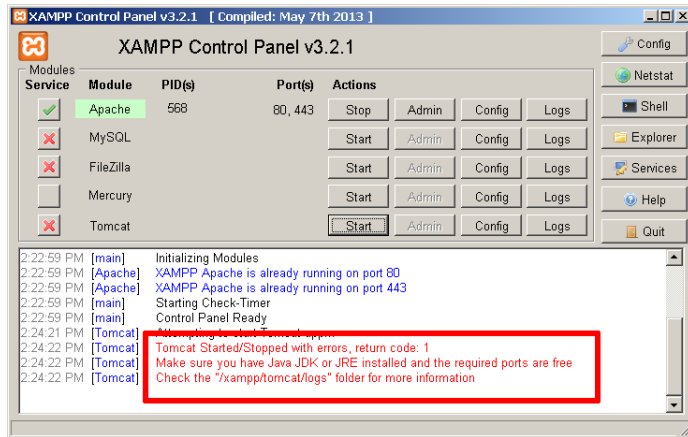 XAMPP Control Panel v3.2.1 [ Compiled: May 7th 2013 ]
XAMPP Control Panel v3.2.1
Config
Modules
Service Module PID(s) Port(s) Actions
Netstat
Apache 568 80, 443 Stop Admin Config Logs
Shell
MySQL Start Admin Config Logs
Explorer
FileZilla Start Admin Config Logs
Services
Mercury Start Admin Config Logs
Help
Tomcat Start Admin Config Logs
Quit
2:22:59 PM [main] Initializing Modules
2:22:59 PM [Apache] XAMPP Apache is already running on port 80
2:22:59 PM [Apache] XAMPP Apache is already running on port 443
2:22:59 PM [main] Starting Check-Timer
2:22:59 PM [main] Control Panel Ready
2:24:21 PM [Tomcat]
2:24:22 PM [Tomcat] Tomcat Started/Stopped with errors, return code: 1
2:24:22 PM [Tomcat] Make sure you have Java JDK or JRE installed and the required ports are free
2:24:22 PM [Tomcat] Check the "/xampp/tomcat/logs" folder for more information